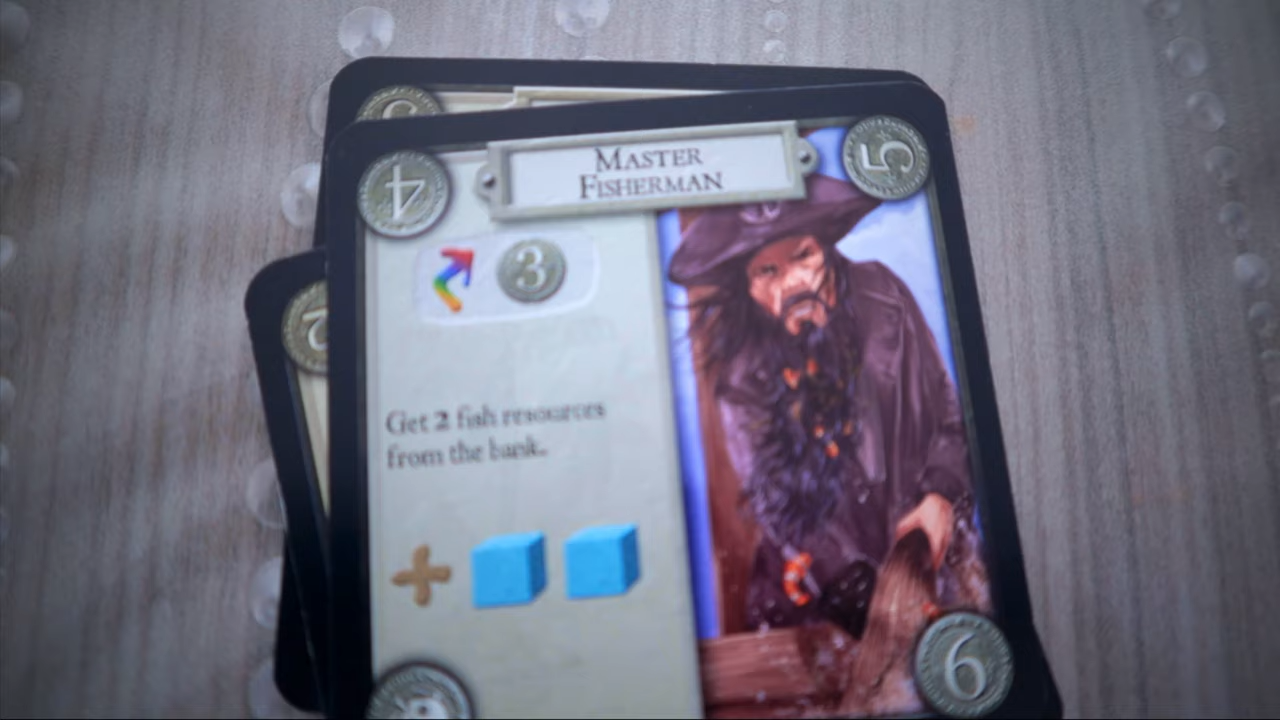 MASTER
FISHERMAN
4
5
3
Get 2 fish resources
from the bank.
6